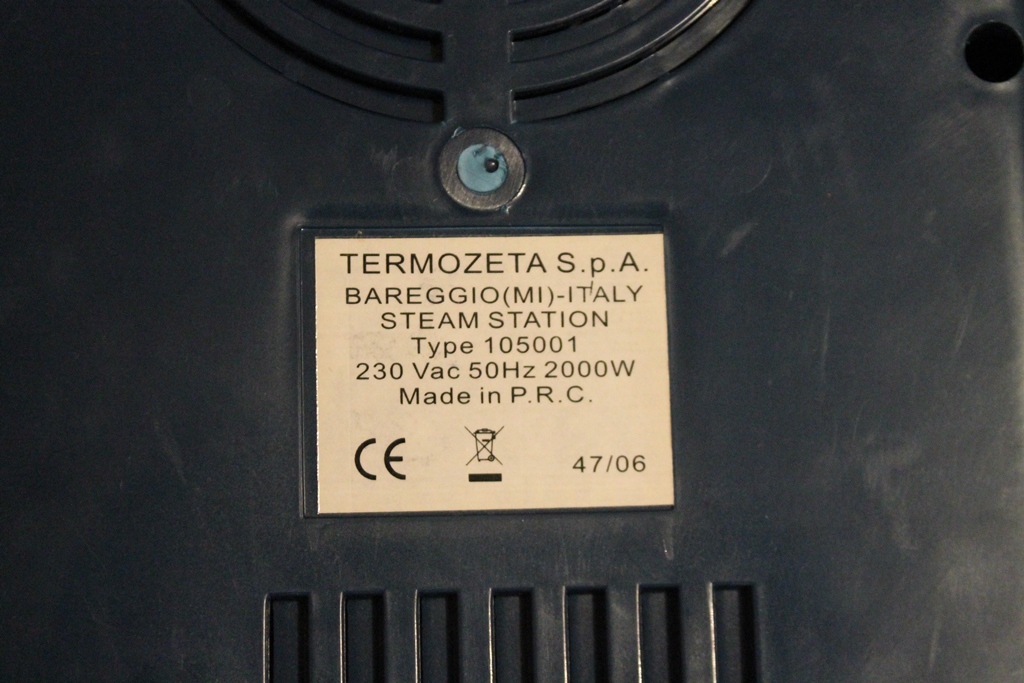 TERMOZETA S.p.A.
BAREGGIO(MI)-ITALY
STEAM STATION
Type 105001
230 Vac 50Hz 2000W
Made in P.R.C.
CE 47/06